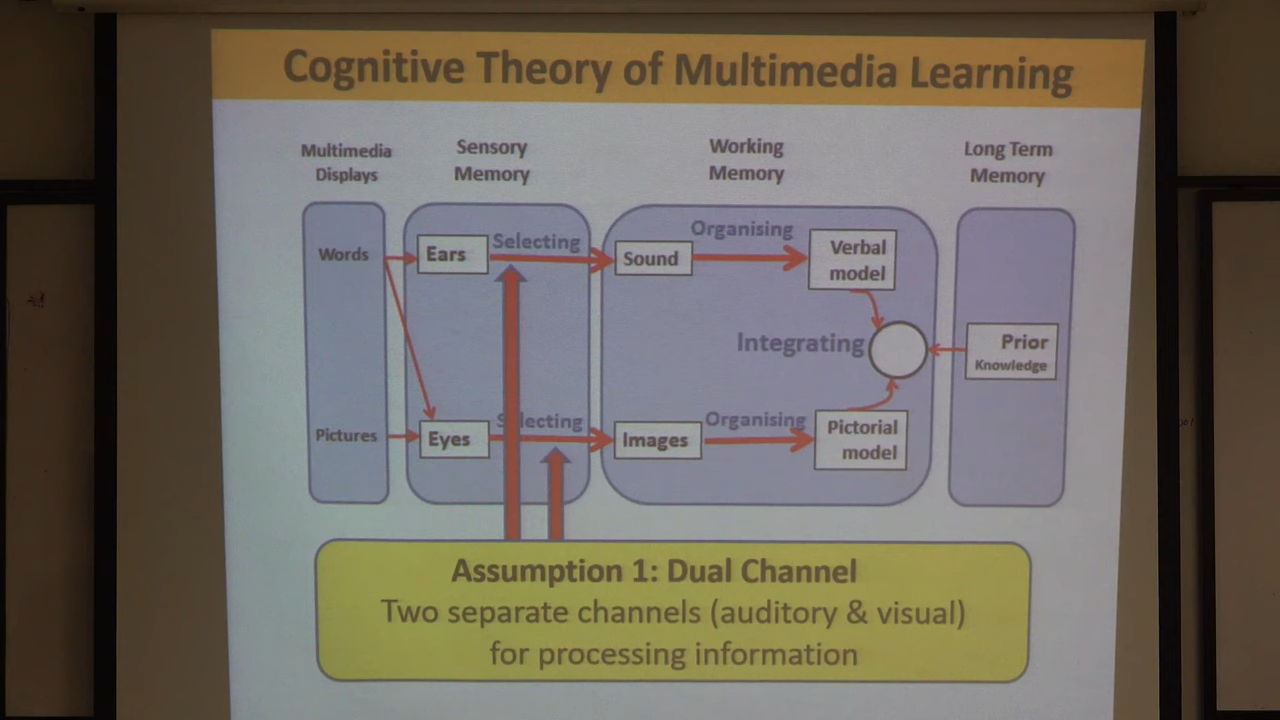 Cognitive Theory of Multimedia Learning
Multimedia
Displays
Sensory
Memory
Working
Memory
Long Term
Memory
Words
Ears
Selecting
Sound
Organising
Verbal
model
Integrating
Prior
Knowledge
Pictures
Eyes
Selecting
Images
Organising
Pictorial
model
Assumption 1: Dual Channel
Two separate channels (auditory & visual)
for processing information